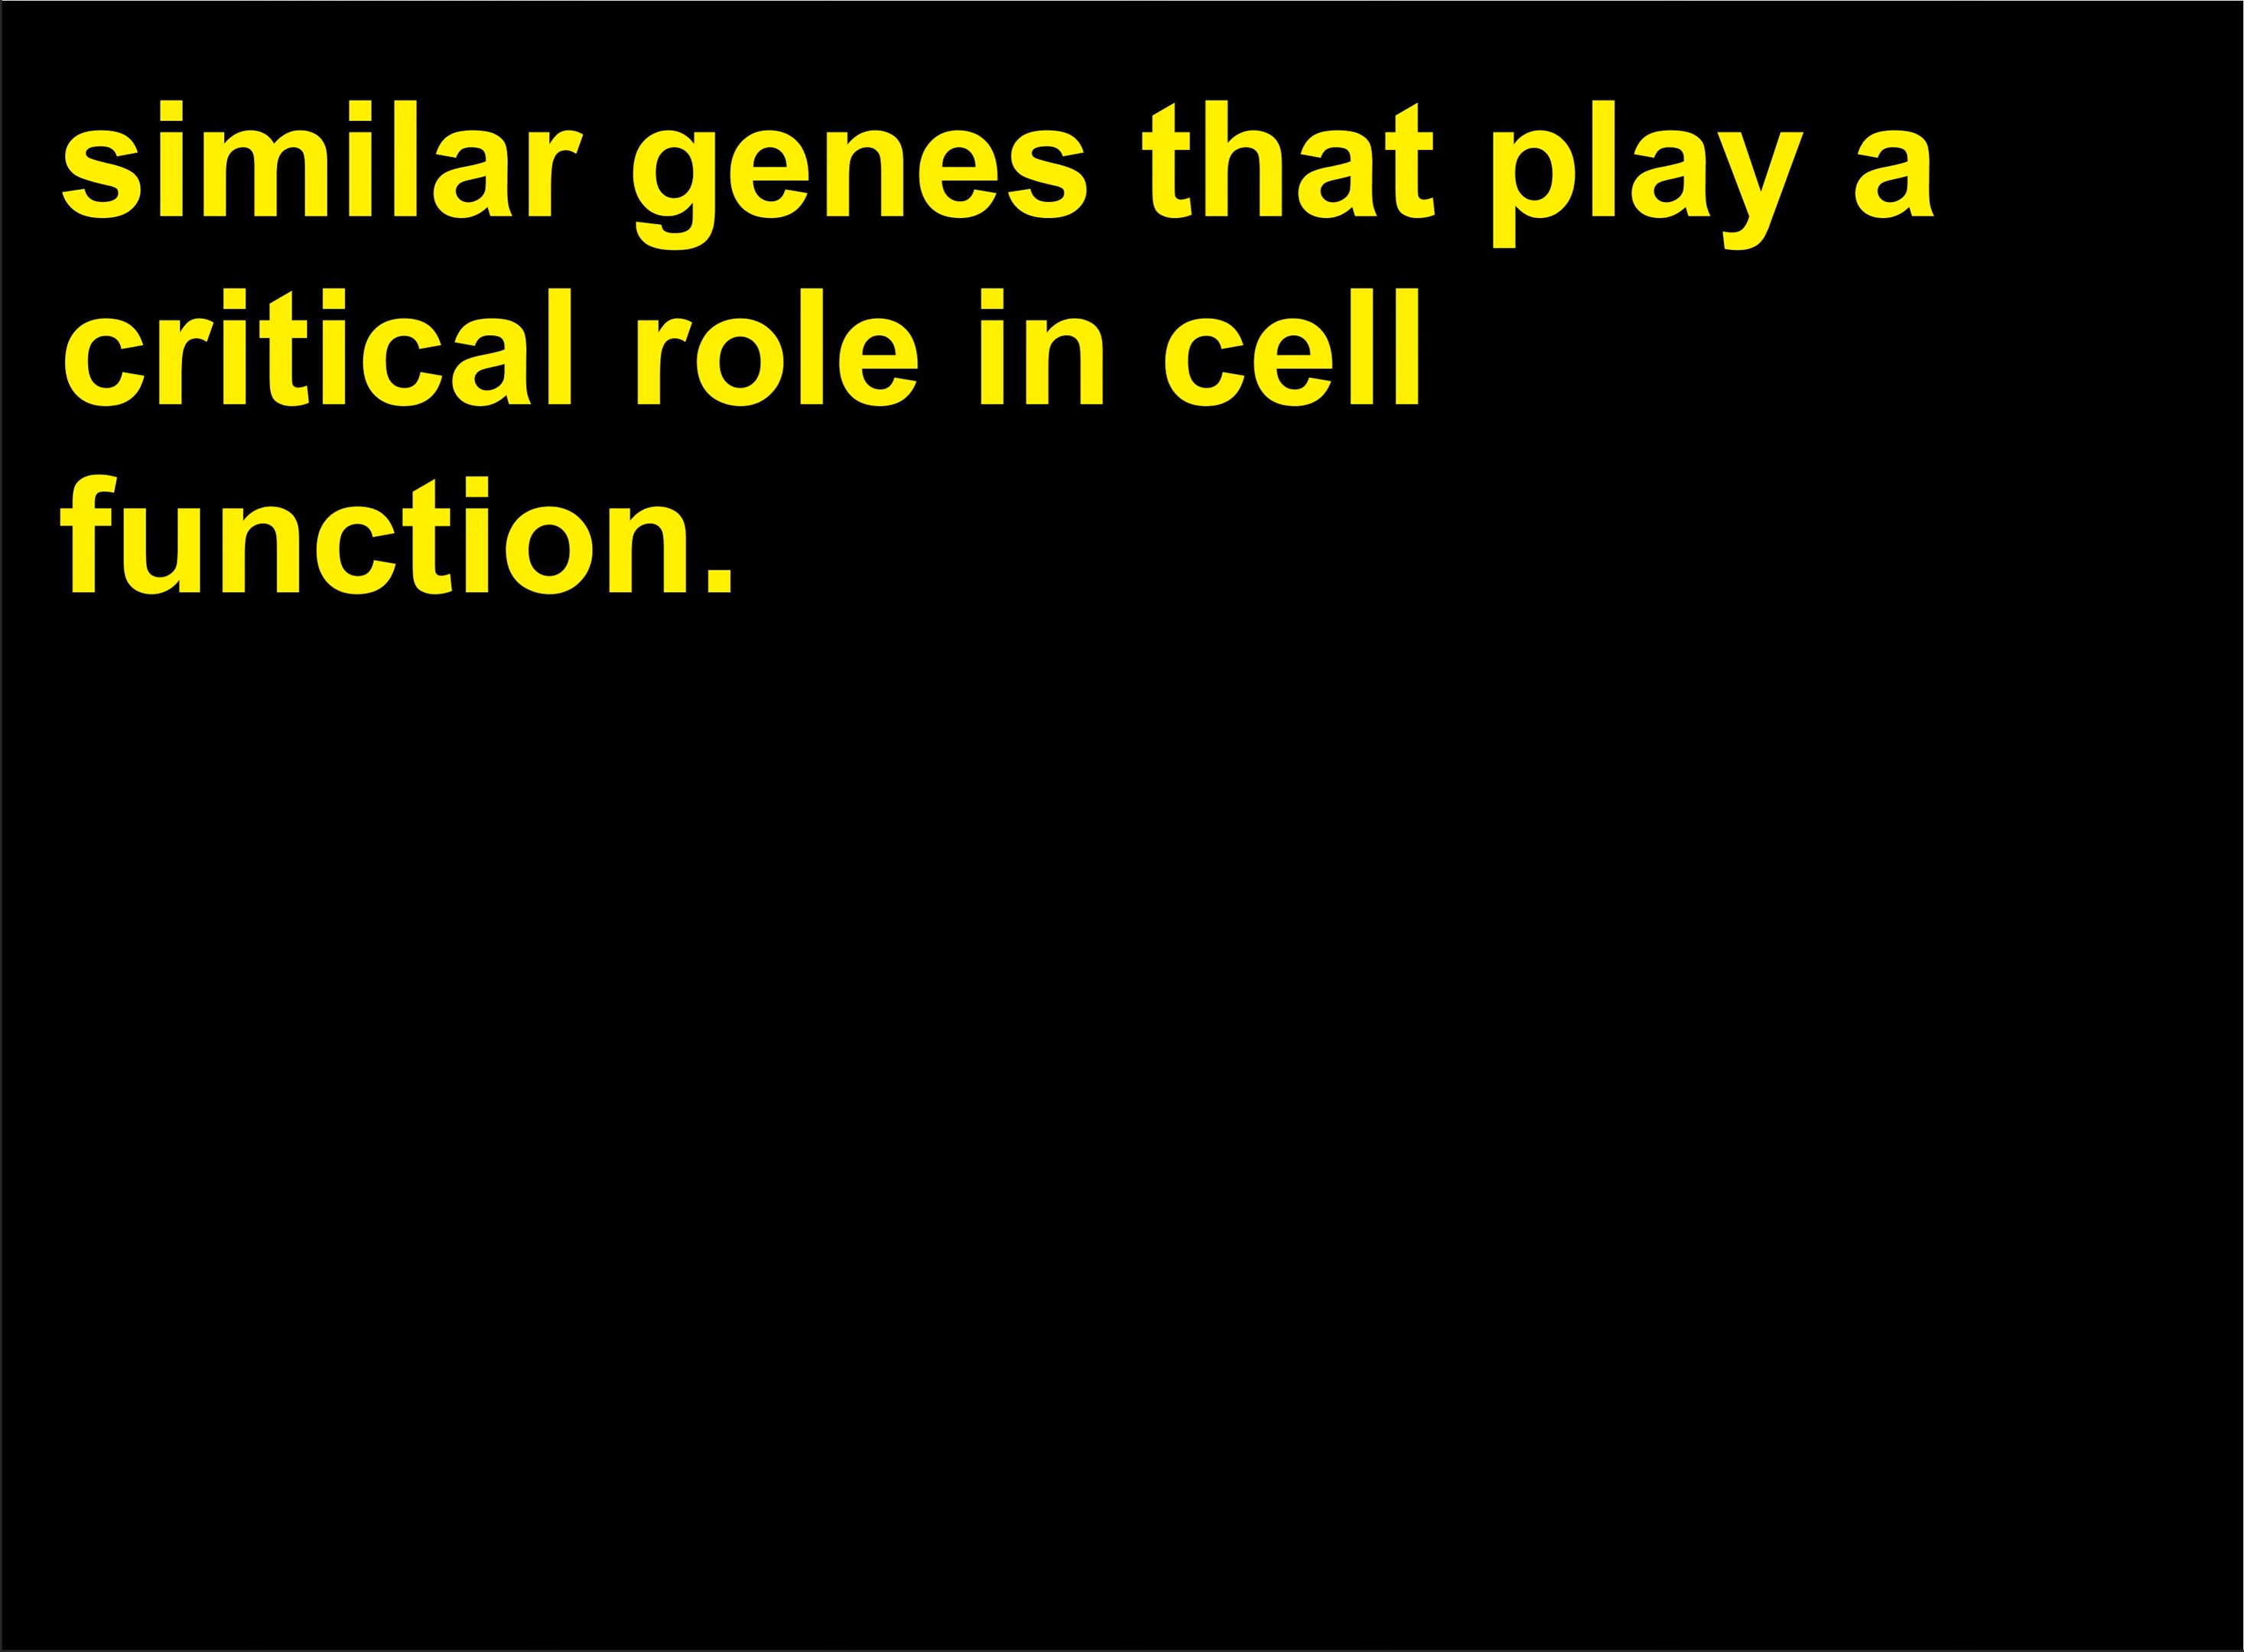 similar genes that play a
critical role in cell
function.